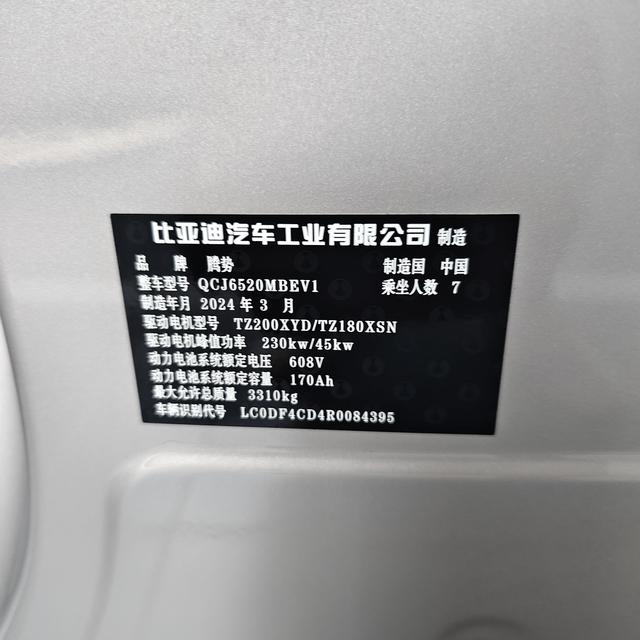 比亚迪汽车工业有限公司 制造
品 牌 腾势 制造国 中国
整车型号 QCJ6520MBEV1 乘坐人数 7
制造年月 2024 年 3 月
驱动电机型号 TZ200XYD/TZ180XSN
驱动电机峰值功率 230kw/45kw
动力电池系统额定电压 608V
动力电池系统额定容量 170Ah
最大允许总质量 3310kg
车辆识别代号 LC0DF4CD4R0084395